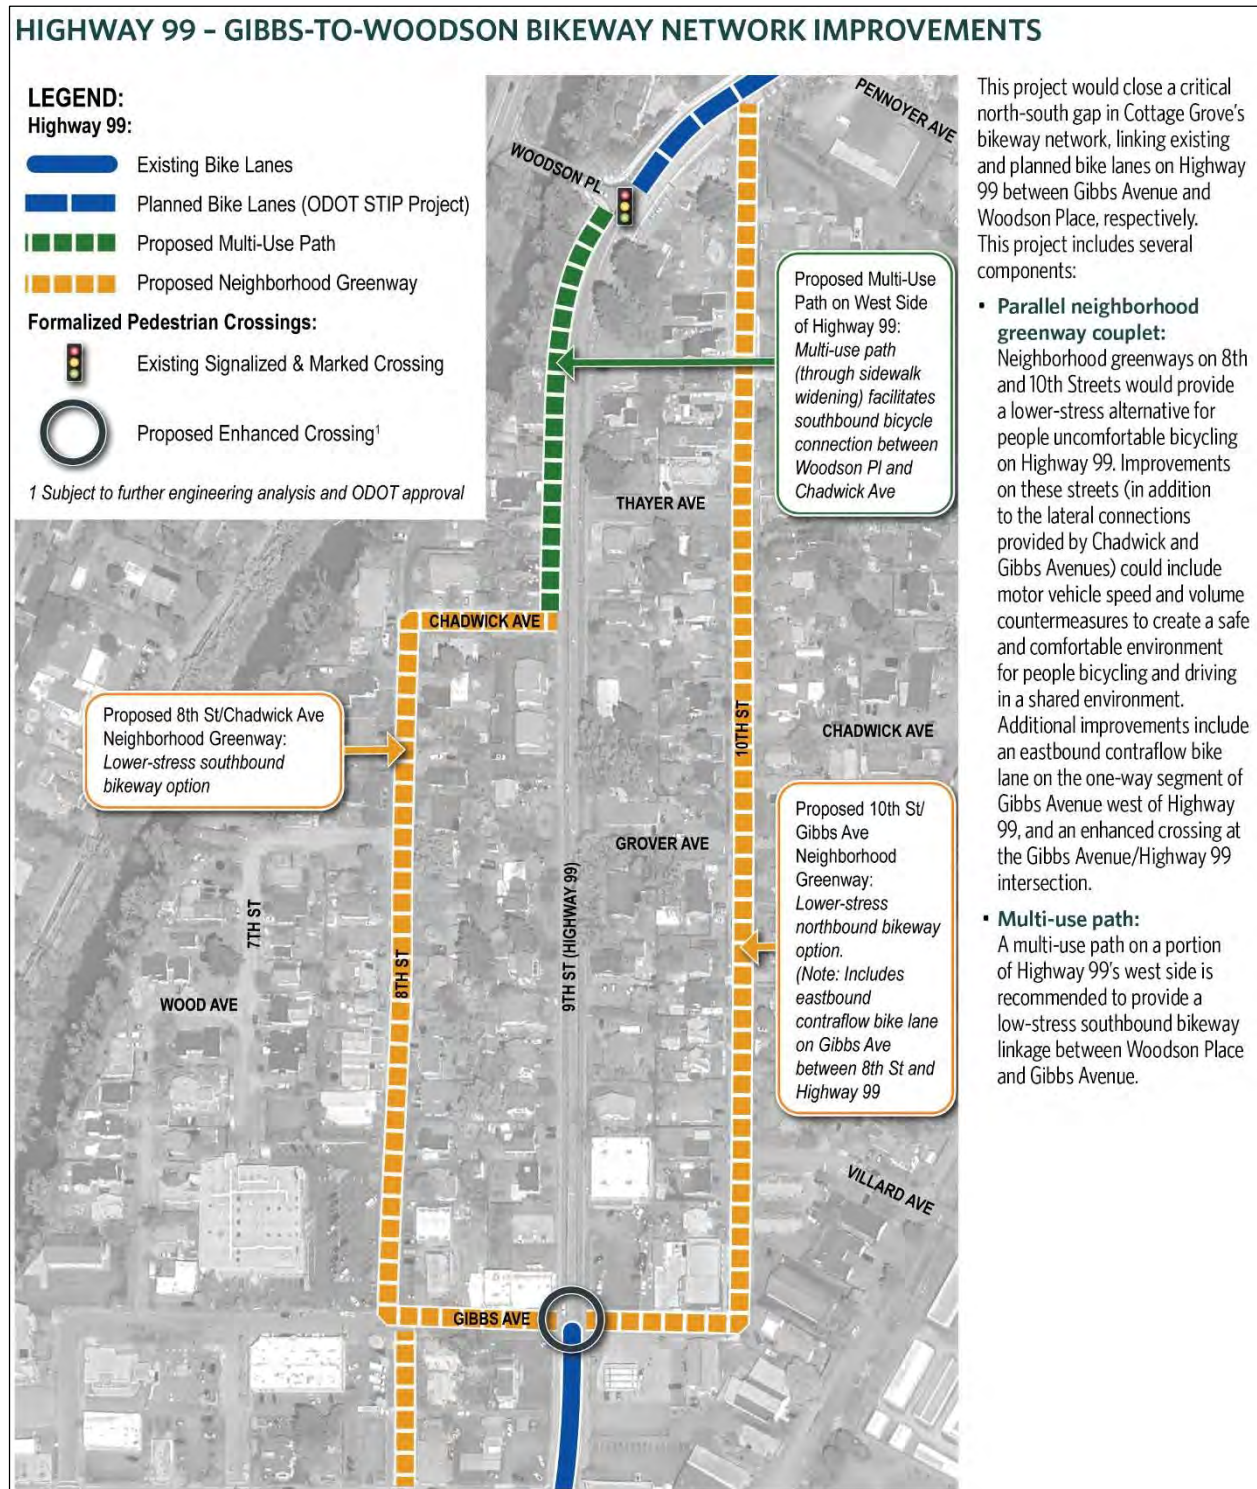 HIGHWAY 99 – GIBBS-TO-WOODSON BIKEWAY NETWORK IMPROVEMENTS
LEGEND:
Highway 99:
Existing Bike Lanes
Planned Bike Lanes (ODOT STIP Project)
Proposed Multi-Use Path
Proposed Neighborhood Greenway
Formalized Pedestrian Crossings:
Existing Signalized & Marked Crossing
Proposed Enhanced Crossing¹
1 Subject to further engineering analysis and ODOT approval
PENNOYER AVE
WOODSON PL
Proposed Multi-Use
Path on West Side
of Highway 99:
Multi-use path
(through sidewalk
widening) facilitates
southbound bicycle
connection between
Woodson Pl and
Chadwick Ave
THAYER AVE
CHADWICK AVE
Proposed 8th St/Chadwick Ave
Neighborhood Greenway:
Lower-stress southbound
bikeway option
10TH ST
CHADWICK AVE
Proposed 10th St/
Gibbs Ave
Neighborhood
Greenway:
Lower-stress
northbound bikeway
option.
(Note: Includes
eastbound
contraflow bike lane
on Gibbs Ave
between 8th St and
Highway 99
GROVER AVE
9TH ST (HIGHWAY 99)
7TH ST
8TH ST
WOOD AVE
VILLARD AVE
GIBBS AVE
This project would close a critical
north-south gap in Cottage Grove's
bikeway network, linking existing
and planned bike lanes on Highway
99 between Gibbs Avenue and
Woodson Place, respectively.
This project includes several
components:
▪ Parallel neighborhood
greenway couplet:
Neighborhood greenways on 8th
and 10th Streets would provide
a lower-stress alternative for
people uncomfortable bicycling
on Highway 99. Improvements
on these streets (in addition
to the lateral connections
provided by Chadwick and
Gibbs Avenues) could include
motor vehicle speed and volume
countermeasures to create a safe
and comfortable environment
for people bicycling and driving
in a shared environment.
Additional improvements include
an eastbound contraflow bike
lane on the one-way segment of
Gibbs Avenue west of Highway
99, and an enhanced crossing at
the Gibbs Avenue/Highway 99
intersection.
▪ Multi-use path:
A multi-use path on a portion
of Highway 99's west side is
recommended to provide a
low-stress southbound bikeway
linkage between Woodson Place
and Gibbs Avenue.